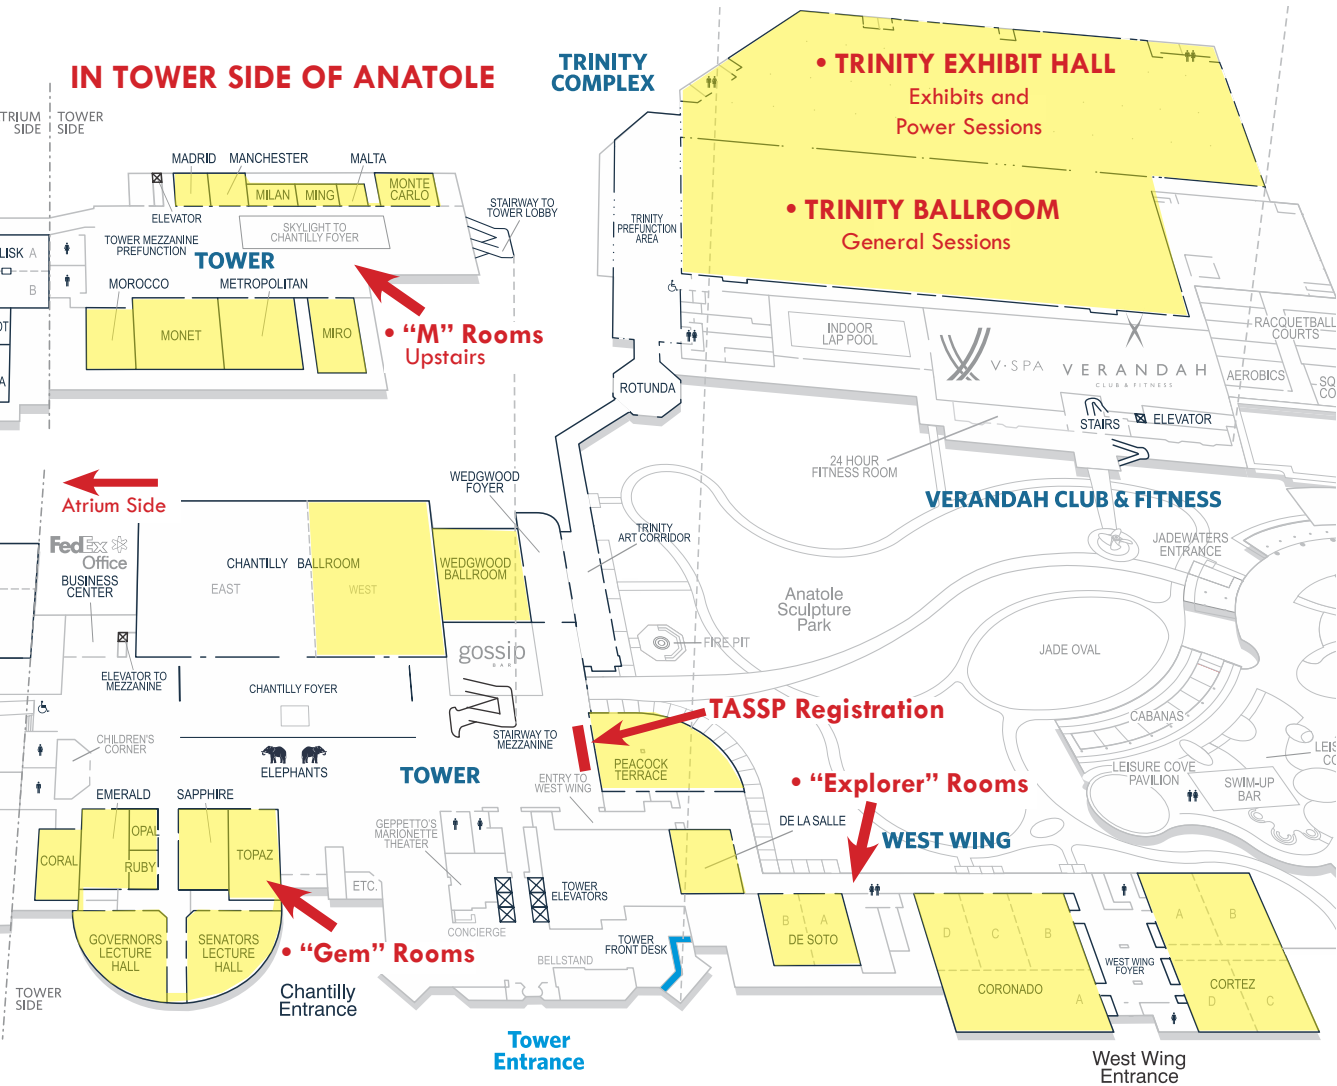 IN TOWER SIDE OF ANATOLE
TRINITY
COMPLEX
• TRINITY EXHIBIT HALL
Exhibits and
Power Sessions
TRIUM
SIDE
TOWER
SIDE
MADRID
MANCHESTER
MALTA
MILAN
MING
MONTE
CARLO
ELEVATOR
SKYLIGHT TO
CHANTILLY FOYER
STAIRWAY TO
TOWER LOBBY
TRINITY
PREFUNCTION
AREA
• TRINITY BALLROOM
General Sessions
LISK
A
B
TOWER MEZZANINE
PREFUNCTION
TOWER
MOROCCO
METROPOLITAN
MONET
MIRO
• “M” Rooms
Upstairs
OT
A
INDOOR
LAP POOL
V·SPA
VERANDAH
CLUB & FITNESS
RACQUETBALL
COURTS
AEROBICS
SQ
CO
ROTUNDA
STAIRS
ELEVATOR
24 HOUR
FITNESS ROOM
VERANDAH CLUB & FITNESS
Atrium Side
WEDGWOOD
FOYER
FedEx
Office
BUSINESS
CENTER
CHANTILLY BALLROOM
EAST
WEST
WEDGWOOD
BALLROOM
TRINITY
ART CORRIDOR
JADEWATERS
ENTRANCE
Anatole
Sculpture
Park
FIRE PIT
JADE OVAL
gossip
BAR
ELEVATOR TO
MEZZANINE
CHANTILLY FOYER
STAIRWAY TO
MEZZANINE
TASSP Registration
CABANAS
CHILDREN'S
CORNER
ELEPHANTS
TOWER
ENTRY TO
WEST WING
PEACOCK
TERRACE
• “Explorer” Rooms
LEISURE COVE
PAVILION
SWIM-UP
BAR
LEIS
CO
EMERALD
SAPPHIRE
GEPPETTO'S
MARIONETTE
THEATER
DE LA SALLE
WEST WING
OPAL
CORAL
RUBY
TOPAZ
ETC.
TOWER
ELEVATORS
CONCIERGE
GOVERNORS
LECTURE
HALL
SENATORS
LECTURE
HALL
• “Gem” Rooms
BELLSTAND
TOWER
FRONT DESK
B
A
DE SOTO
D
C
B
A
CORONADO
WEST WING
FOYER
A
B
CORTEZ
D
C
TOWER
SIDE
Chantilly
Entrance
Tower
Entrance
West Wing
Entrance